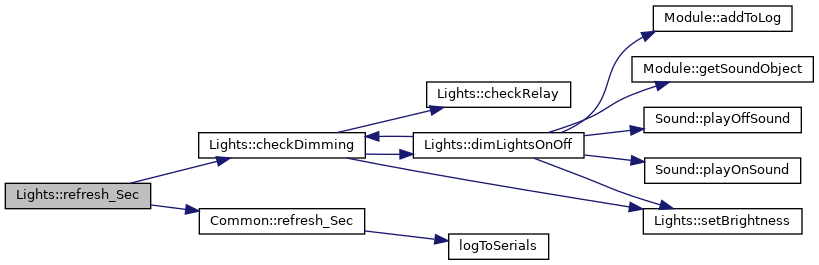 Module::addToLog
Module::getSoundObject
Lights::checkRelay
Sound::playOffSound
Lights::checkDimming
Lights::dimLightsOnOff
Sound::playOnSound
Lights::refresh_Sec
Common::refresh_Sec
Lights::setBrightness
logToSerials